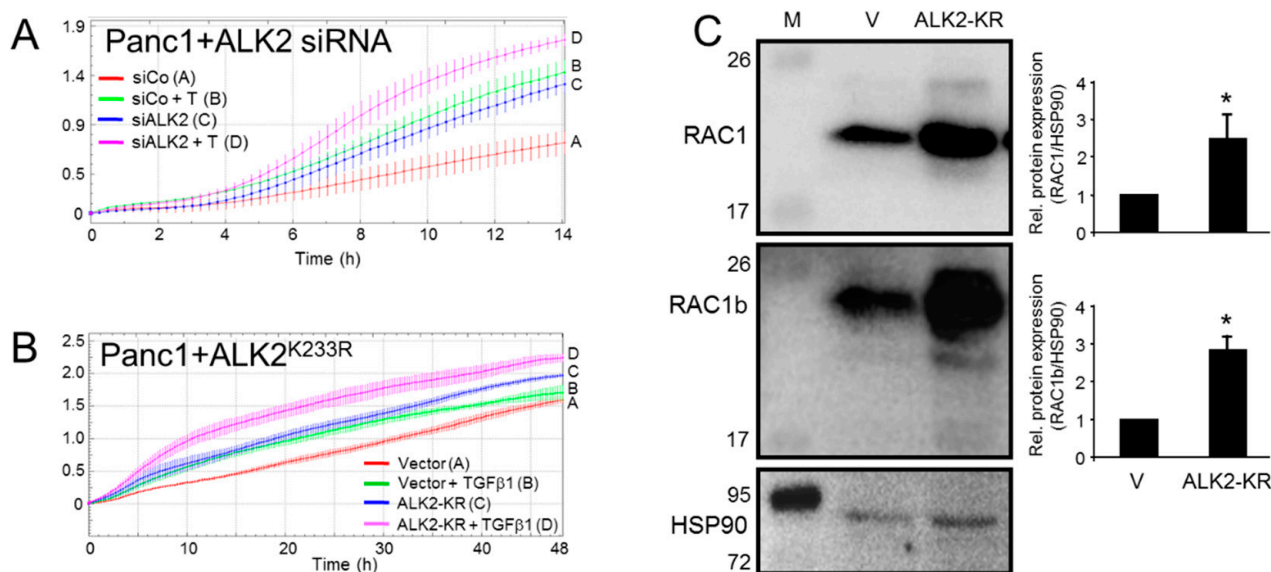 A
Panc1+ALK2 siRNA
1.9
1.4
0.9
0.5
0
siCo (A)
siCo + T (B)
siALK2 (C)
siALK2 + T (D)
D
B
C
A
0 2 4 6 8 10 12 14
Time (h)
B
Panc1+ALK2K233R
2.5
2.0
1.5
1.0
0.5
0
Vector (A)
Vector + TGFβ1 (B)
ALK2-KR (C)
ALK2-KR + TGFβ1 (D)
D
C
B
A
0 10 20 30 40 48
Time (h)
C
M V ALK2-KR
26
RAC1
17
26
RAC1b
17
95
HSP90
72
Rel. protein expression
(RAC1/HSP90)
4
3
2
1
0
*
Rel. protein expression
(RAC1b/HSP90)
4
3
2
1
0
*
V ALK2-KR